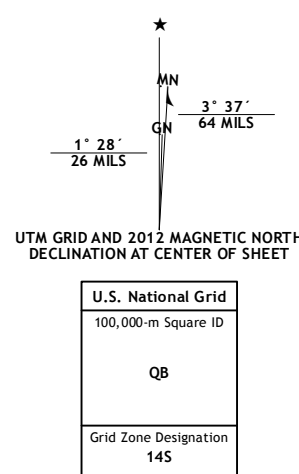 ★
MN
3° 37´
64 MILS
GN
1° 28´
26 MILS
UTM GRID AND 2012 MAGNETIC NORTH
DECLINATION AT CENTER OF SHEET
U.S. National Grid
100,000-m Square ID
QB
Grid Zone Designation
14S